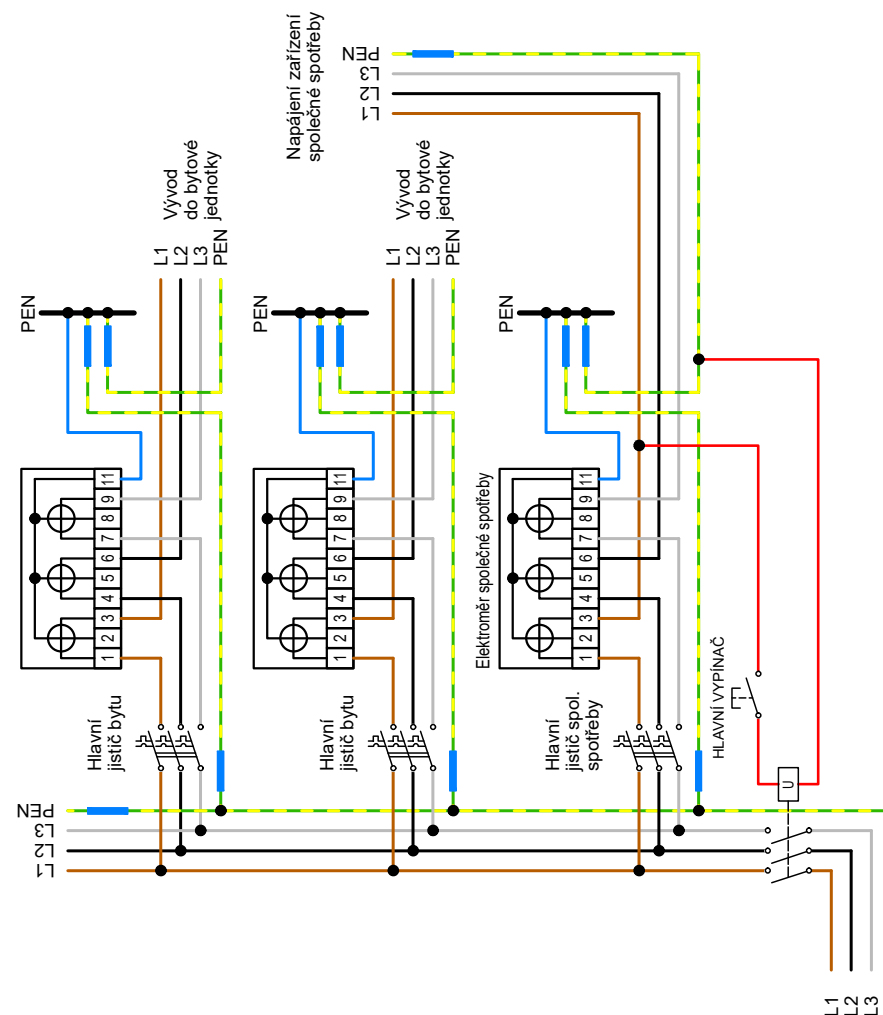 Napájení zařízení
společné spotřeby
PEN
L3
L2
L1
Vývod
do bytové
jednotky
L1
L2
L3
PEN
PEN
1 2 3 4 5 6 7 8 9 11
Hlavní
jistič bytu
Vývod
do bytové
jednotky
L1
L2
L3
PEN
PEN
1 2 3 4 5 6 7 8 9 11
Hlavní
jistič bytu
PEN
Elektroměr společné spotřeby
1 2 3 4 5 6 7 8 9 11
Hlavní
jistič spol.
spotřeby
HLAVNÍ VYPÍNAČ
U
PEN
L3
L2
L1
L1
L2
L3